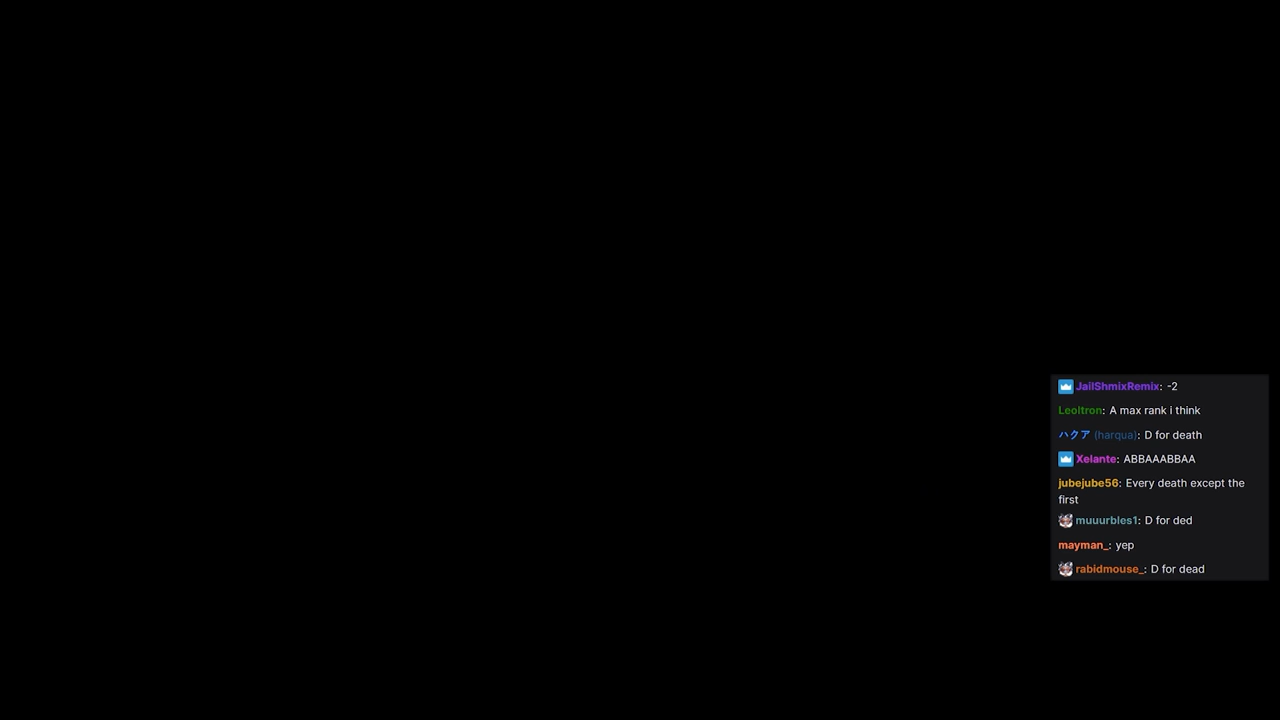 JailShmixRemix: -2
Leoltron: A max rank i think
ハクア (harqua): D for death
Xelante: ABBAAABBAA
jubejube56: Every death except the
first
muuurbles1: D for ded
mayman_: yep
rabidmouse_: D for dead